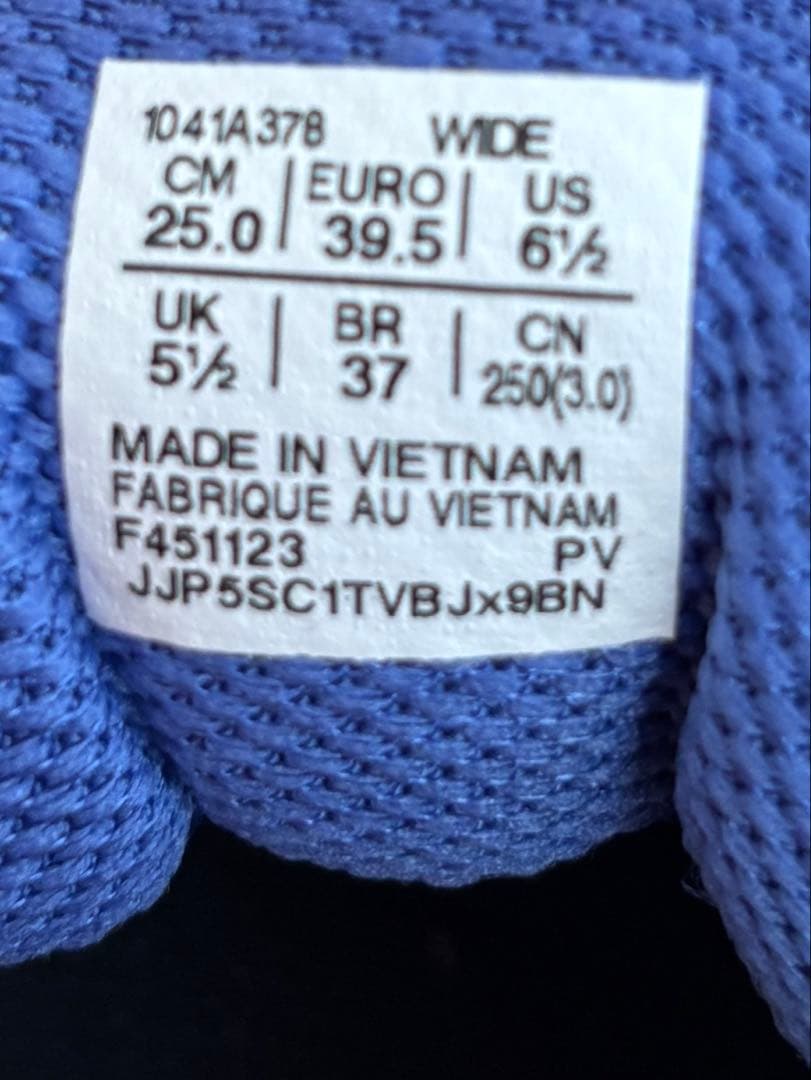 1041A378 WIDE
CM | EURO | US
25.0 | 39.5 | 6½
UK | BR | CN
5½ | 37 | 250(3.0)
MADE IN VIETNAM
FABRIQUE AU VIETNAM
F451123 PV
JJP5SC1TVBJx9BN